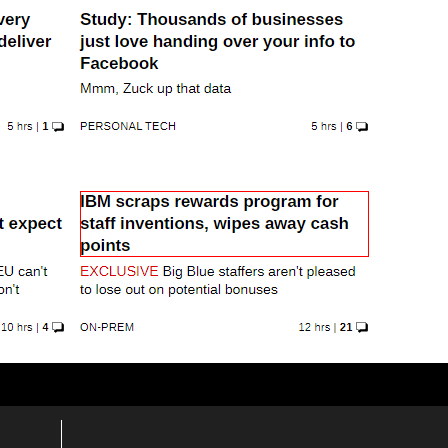 very
deliver
5 hrs | 1
Study: Thousands of businesses
just love handing over your info to
Facebook
Mmm, Zuck up that data
PERSONAL TECH
5 hrs | 6
t expect
EU can't
on't
10 hrs | 4
IBM scraps rewards program for
staff inventions, wipes away cash
points
EXCLUSIVE Big Blue staffers aren't pleased
to lose out on potential bonuses
ON-PREM
12 hrs | 21